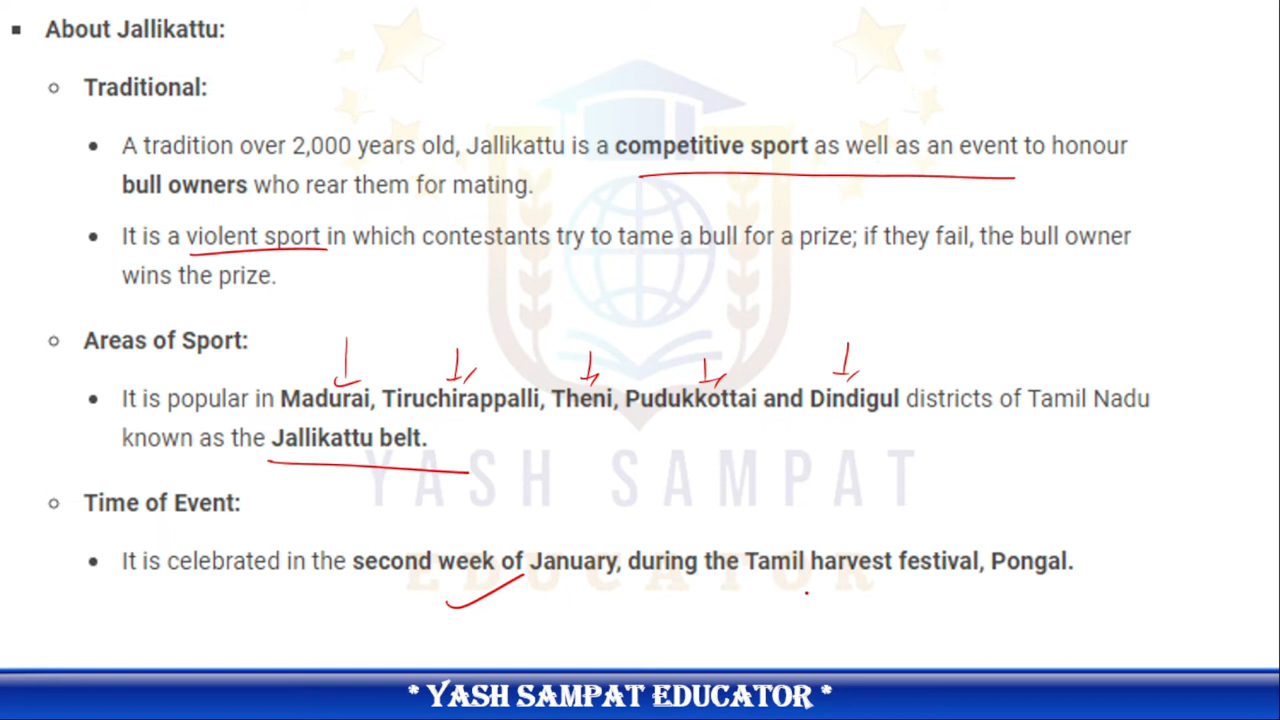 About Jallikattu:
Traditional:
A tradition over 2,000 years old, Jallikattu is a competitive sport as well as an event to honour
bull owners who rear them for mating.
It is a violent sport in which contestants try to tame a bull for a prize; if they fail, the bull owner
wins the prize.
Areas of Sport:
It is popular in Madurai, Tiruchirappalli, Theni, Pudukkottai and Dindigul districts of Tamil Nadu
known as the Jallikattu belt.
YASH SAMPAT
Time of Event:
It is celebrated in the second week of January, during the Tamil harvest festival, Pongal.
EDUCATOR
* YASH SAMPAT EDUCATOR *